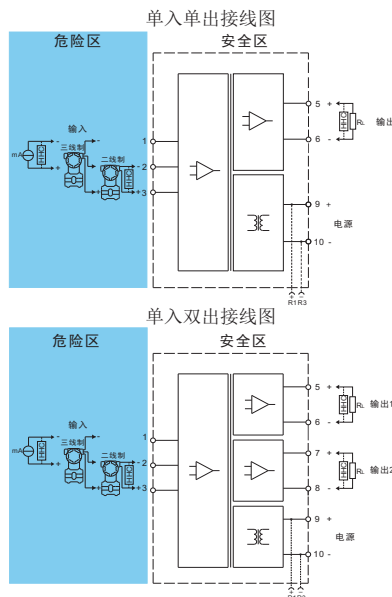 单入单出接线图
危险区 安全区
输入
三线制
二线制
mA
- +
- +
1
-2
+3
5 +
6 -
RL 输出
9 +
电源
10 -
+ -
R1 R3
单入双出接线图
危险区 安全区
输入
三线制
二线制
mA
- +
- +
1
-2
+3
5 +
6 -
RL 输出1
7 +
8 -
RL 输出2
9 +
电源
10 -
+ -